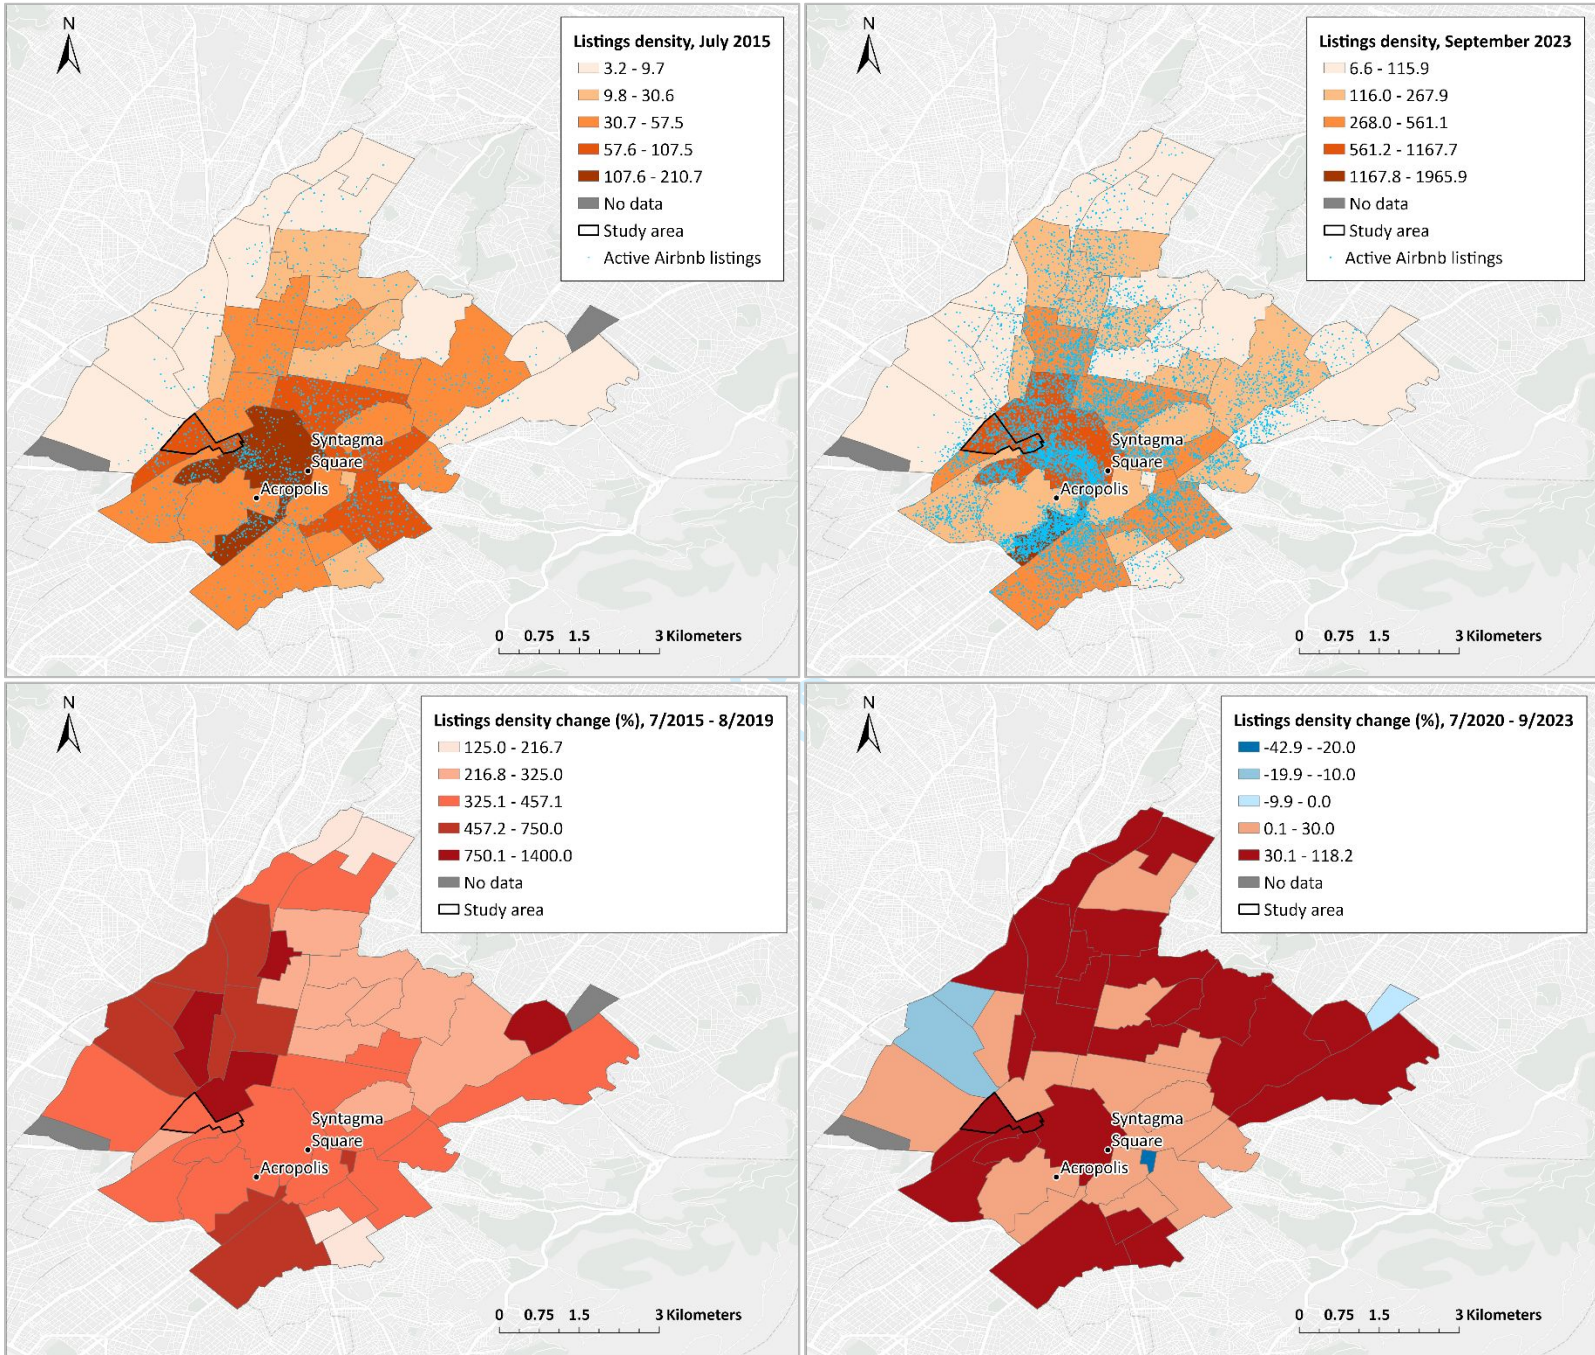 N
Listings density, July 2015
3.2 - 9.7
9.8 - 30.6
30.7 - 57.5
57.6 - 107.5
107.6 - 210.7
No data
Study area
Active Airbnb listings
Syntagma
Square
Acropolis
0 0.75 1.5 3 Kilometers
N
Listings density, September 2023
6.6 - 115.9
116.0 - 267.9
268.0 - 561.1
561.2 - 1167.7
1167.8 - 1965.9
No data
Study area
Active Airbnb listings
Syntagma
Square
Acropolis
0 0.75 1.5 3 Kilometers
N
Listings density change (%), 7/2015 - 8/2019
125.0 - 216.7
216.8 - 325.0
325.1 - 457.1
457.2 - 750.0
750.1 - 1400.0
No data
Study area
Syntagma
Square
Acropolis
0 0.75 1.5 3 Kilometers
N
Listings density change (%), 7/2020 - 9/2023
-42.9 - -20.0
-19.9 - -10.0
-9.9 - 0.0
0.1 - 30.0
30.1 - 118.2
No data
Study area
Syntagma
Square
Acropolis
0 0.75 1.5 3 Kilometers